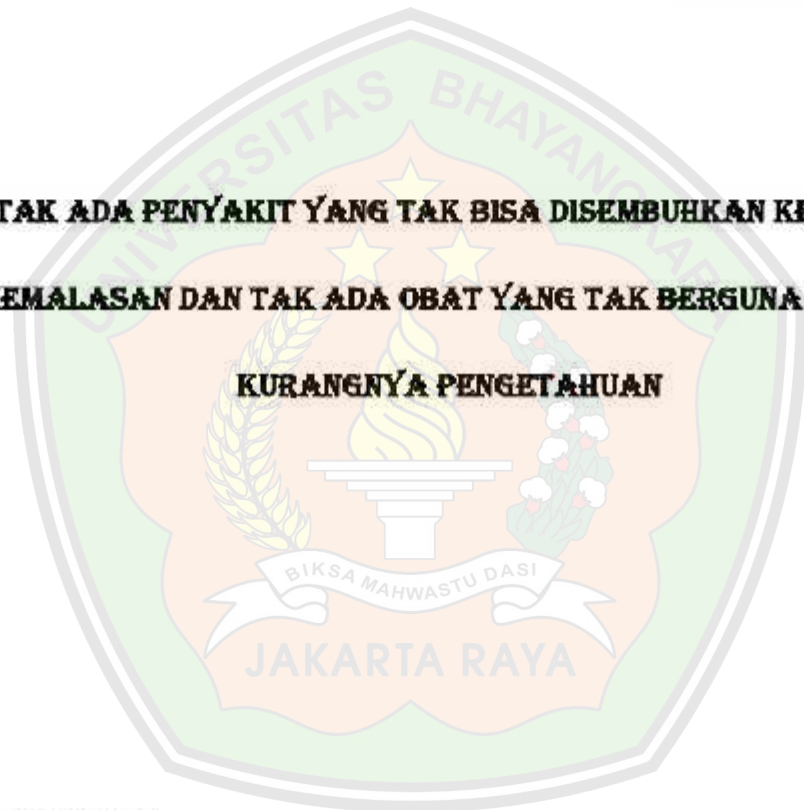 UNIVERSITAS BHAYANGKARA
TAK ADA PENYAKIT YANG TAK BISA DISEMBUHKAN
EMALASAN DAN TAK ADA OBAT YANG TAK BERGUNA
KURANGNYA PENGETAHUAN
BIKSA MAHWASTU DASI
JAKARTA RAYA